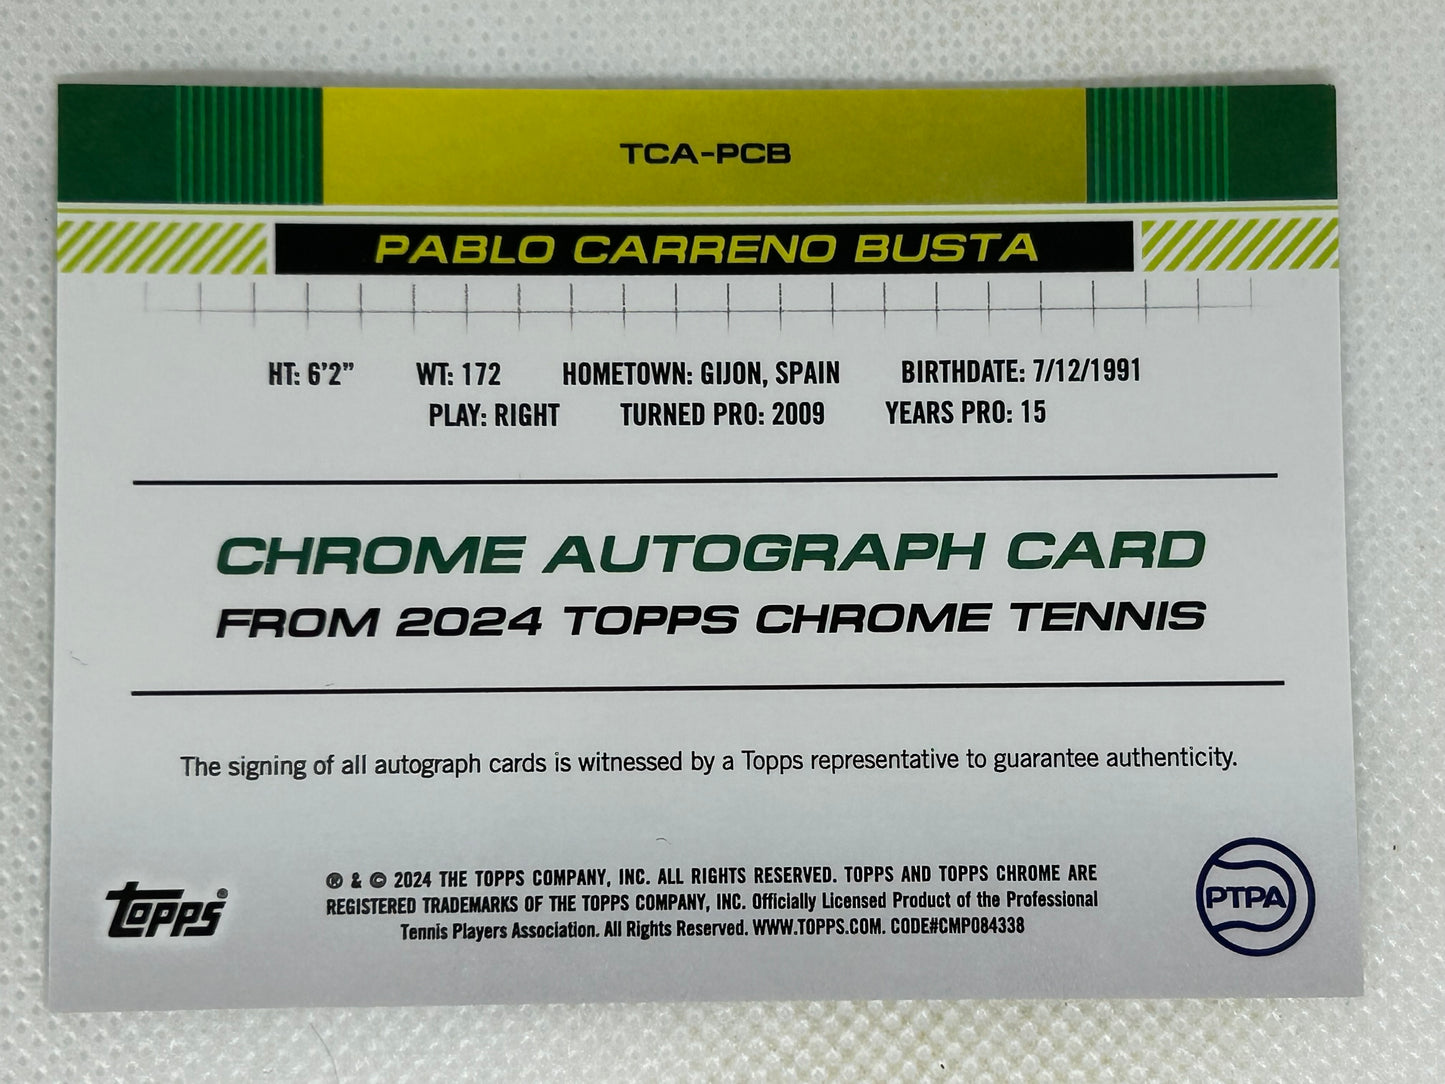 TCA-PCB
PABLO CARRENO BUSTA
HT: 6'2" WT: 172 HOMETOWN: GIJON, SPAIN BIRTHDATE: 7/12/1991
PLAY: RIGHT TURNED PRO: 2009 YEARS PRO: 15
CHROME AUTOGRAPH CARD
FROM 2024 TOPPS CHROME TENNIS
The signing of all autograph cards is witnessed by a Topps representative to guarantee authenticity.
® & © 2024 THE TOPPS COMPANY, INC. ALL RIGHTS RESERVED. TOPPS AND TOPPS CHROME ARE
REGISTERED TRADEMARKS OF THE TOPPS COMPANY, INC. Officially Licensed Product of the Professional
Tennis Players Association. All Rights Reserved. WWW.TOPPS.COM. CODE#CMP084338
topps®
PTPA